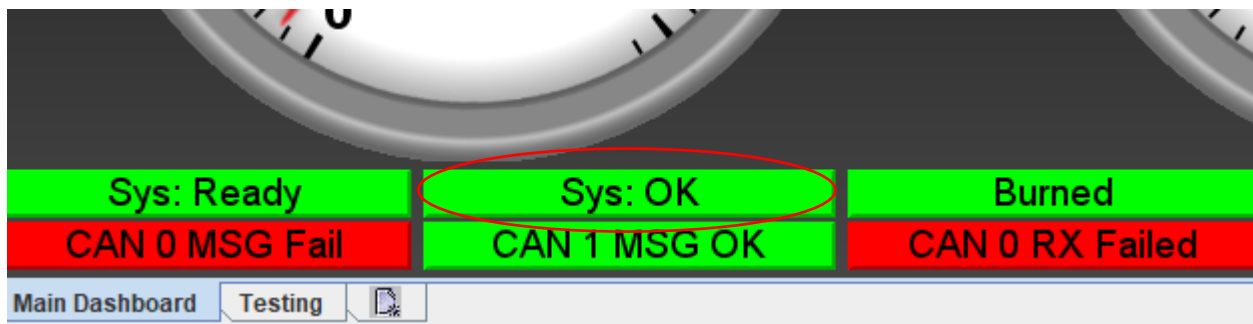 0
Sys: Ready Sys: OK Burned
CAN 0 MSG Fail CAN 1 MSG OK CAN 0 RX Failed
Main Dashboard Testing